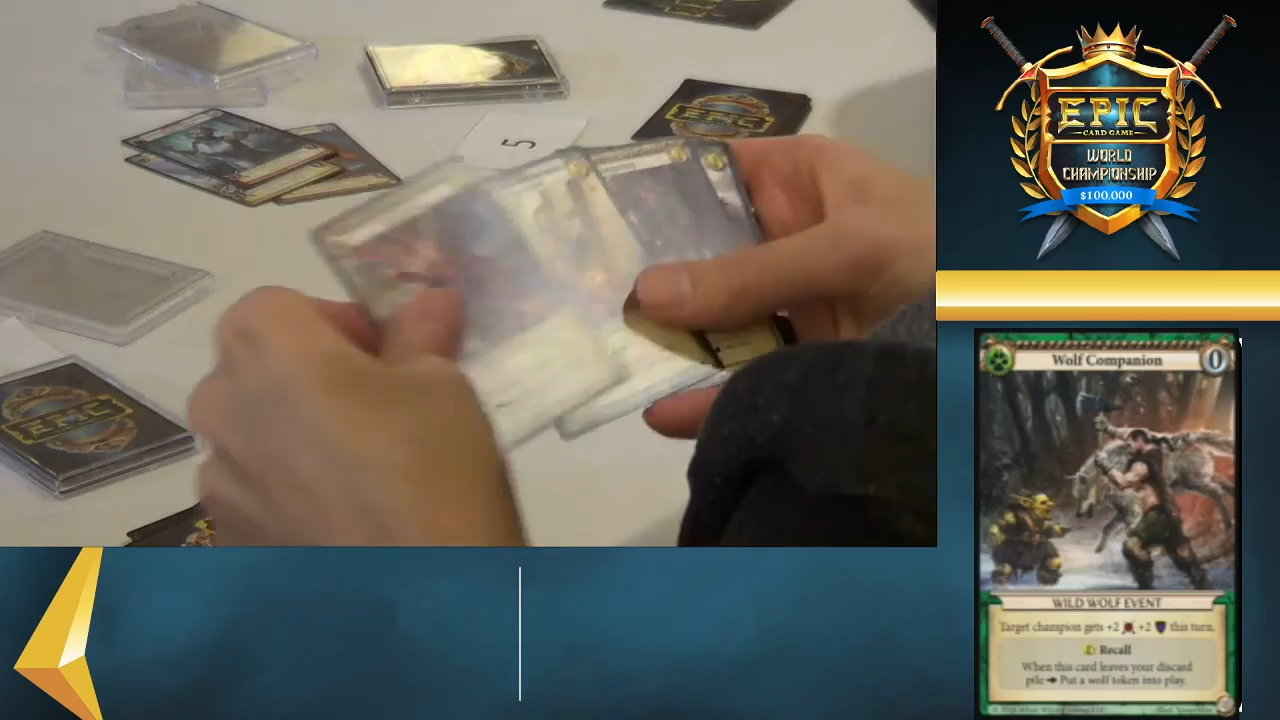 5
EPIC
EPIC
EPIC
CARD GAME
WORLD
CHAMPIONSHIP
$100,000
Wolf Companion 0
WILD WOLF EVENT
Target champion gets +2 +2 this turn.
: Recall
When this card leaves your discard
pile ➡ Put a wolf token into play.